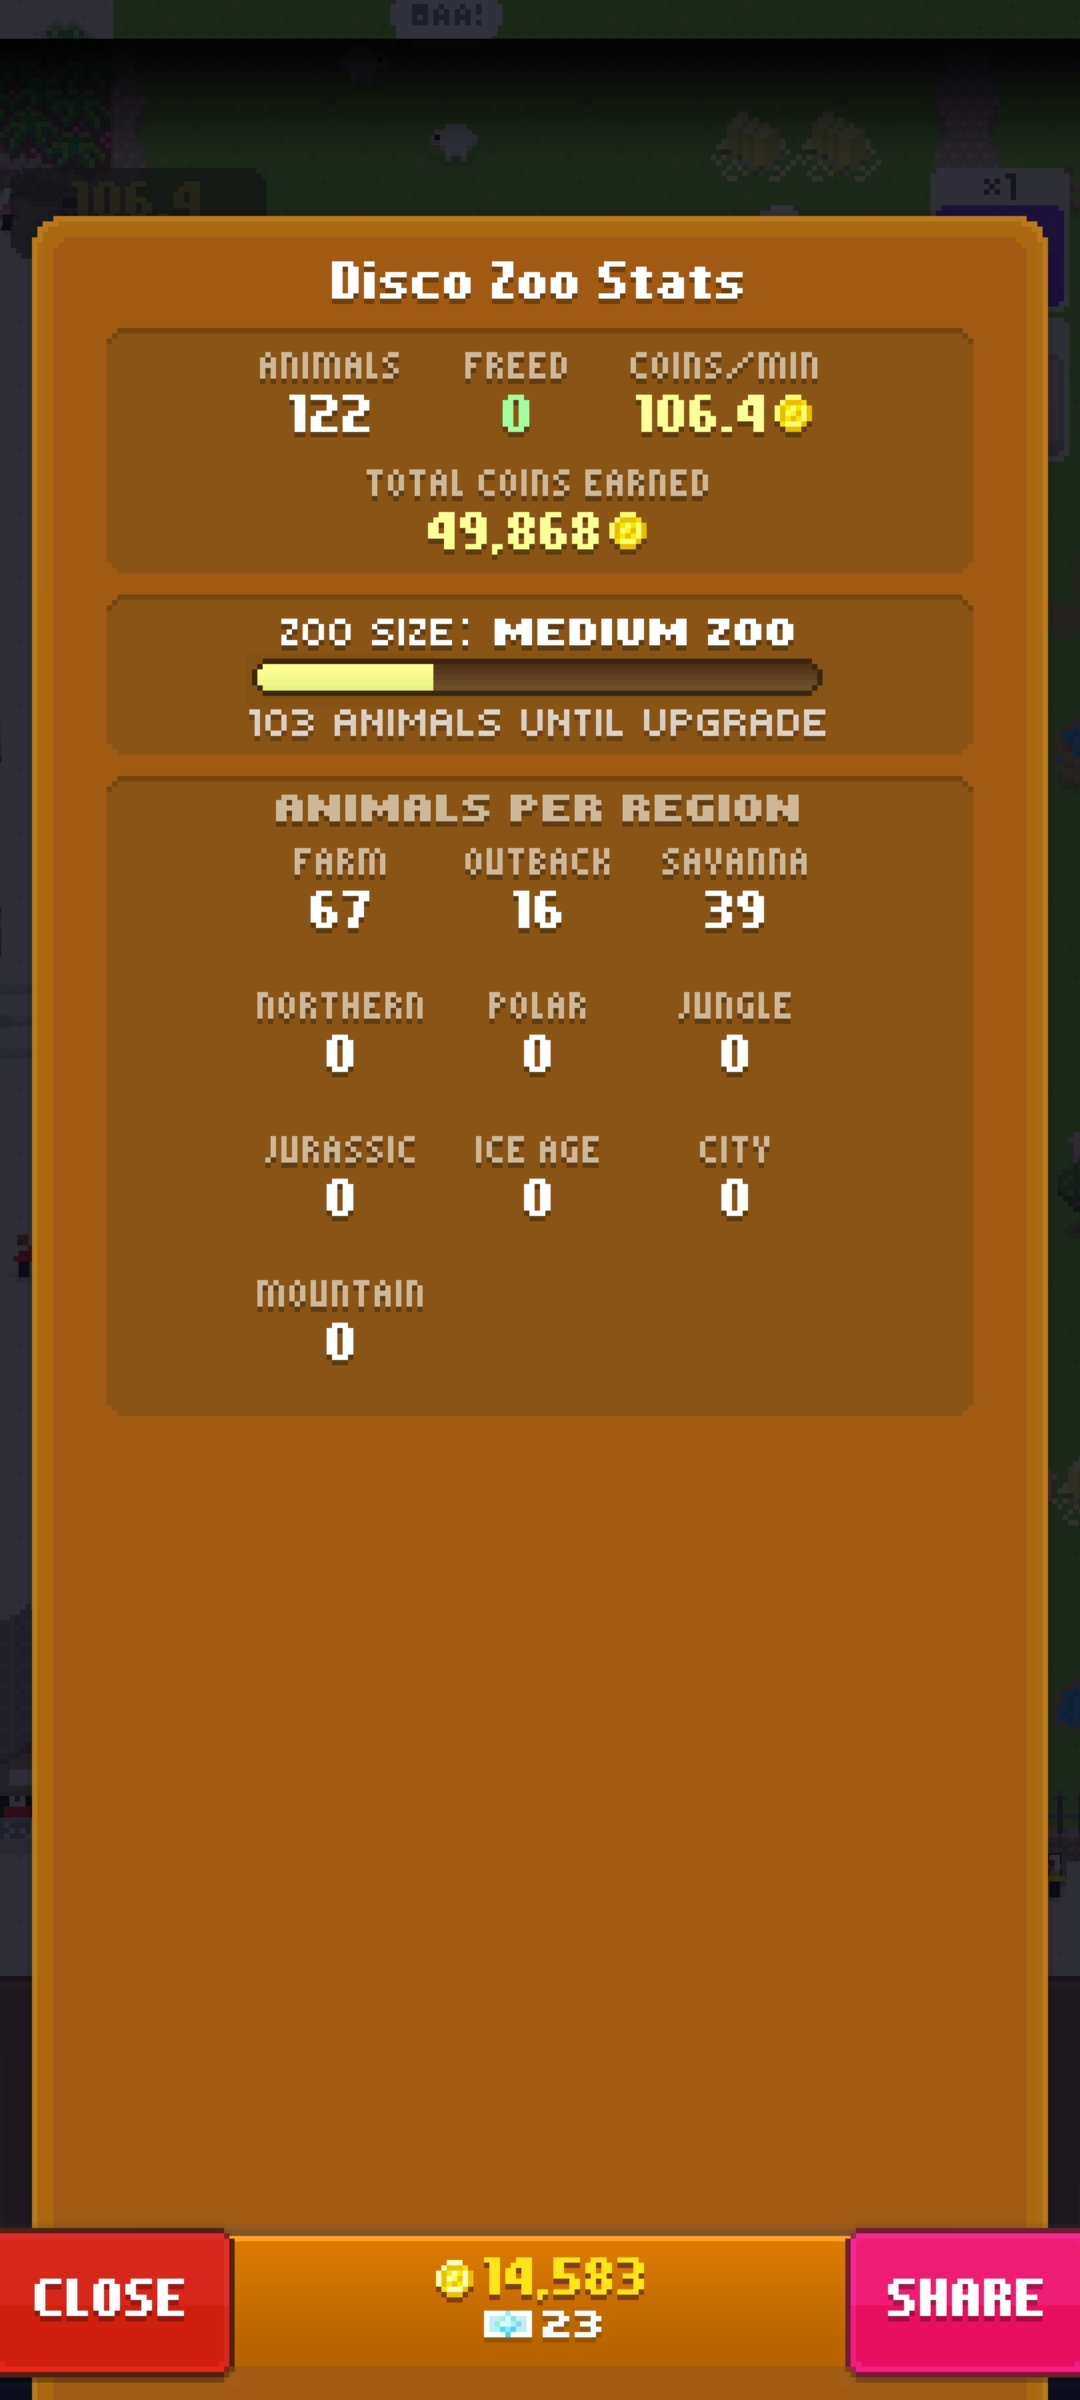 106.4
×1
Disco Zoo Stats
ANIMALS FREED COINS/MIN
122 0 106.4
TOTAL COINS EARNED
49,868
ZOO SIZE: MEDIUM ZOO
103 ANIMALS UNTIL UPGRADE
ANIMALS PER REGION
FARM OUTBACK SAVANNA
67 16 39
NORTHERN POLAR JUNGLE
0 0 0
JURASSIC ICE AGE CITY
0 0 0
MOUNTAIN
0
CLOSE 14,583 SHARE
23